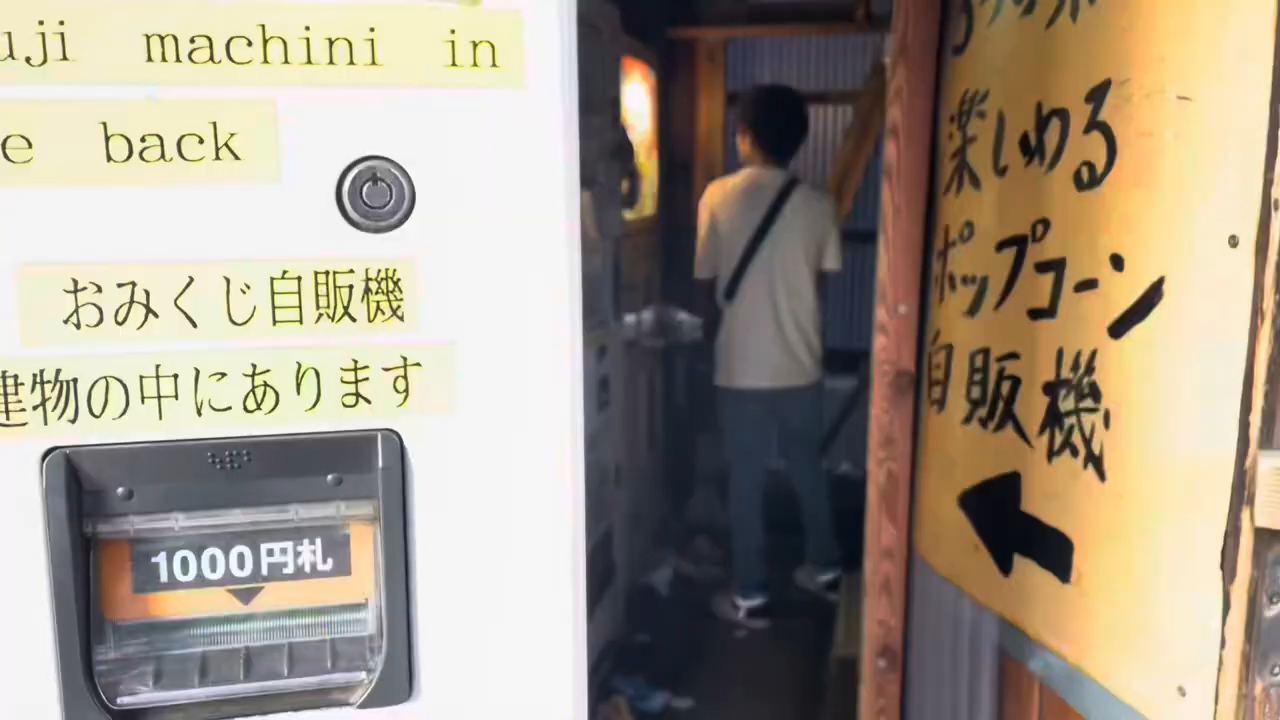 uji machini in
e back
おみくじ自販機
建物の中にあります
1000円札
楽しめる
ポップコーン
自販機